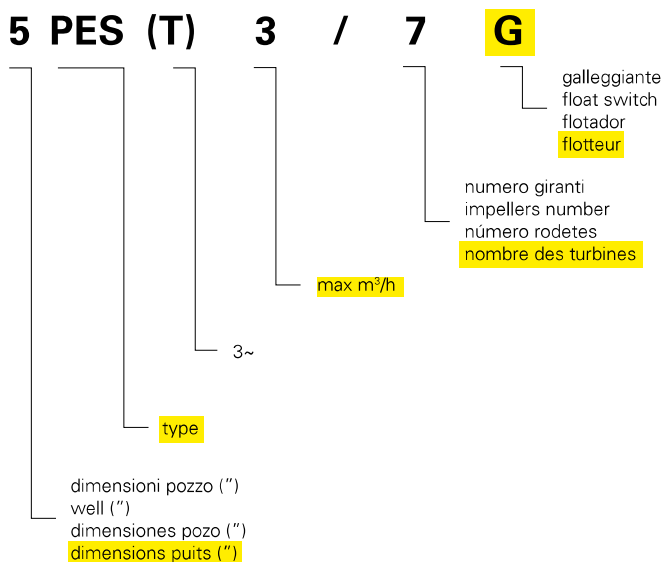 5 PES (T) 3 / 7 G
galleggiante
float switch
flotador
flotteur
numero giranti
impellers number
número rodetes
nombre des turbines
max m³/h
3~
type
dimensioni pozzo (”)
well (”)
dimensiones pozo (”)
dimensions puits (”)